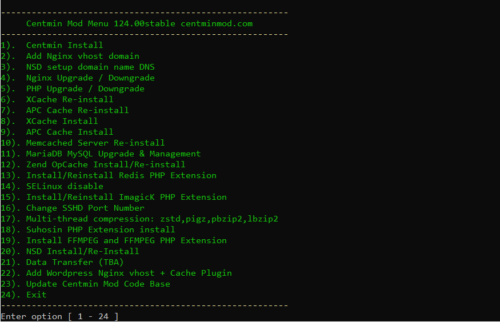 --------------------------------------------------------
Centmin Mod Menu 124.00stable centminmod.com
--------------------------------------------------------
1). Centmin Install
2). Add Nginx vhost domain
3). NSD setup domain name DNS
4). Nginx Upgrade / Downgrade
5). PHP Upgrade / Downgrade
6). XCache Re-install
7). APC Cache Re-install
8). XCache Install
9). APC Cache Install
10). Memcached Server Re-install
11). MariaDB MySQL Upgrade & Management
12). Zend OpCache Install/Re-install
13). Install/Reinstall Redis PHP Extension
14). SELinux disable
15). Install/Reinstall ImagicK PHP Extension
16). Change SSHD Port Number
17). Multi-thread compression: zstd,pigz,pbzip2,lbzip2
18). Suhosin PHP Extension install
19). Install FFMPEG and FFMPEG PHP Extension
20). NSD Install/Re-Install
21). Data Transfer (TBA)
22). Add Wordpress Nginx vhost + Cache Plugin
23). Update Centmin Mod Code Base
24). Exit
--------------------------------------------------------
Enter option [ 1 - 24 ]